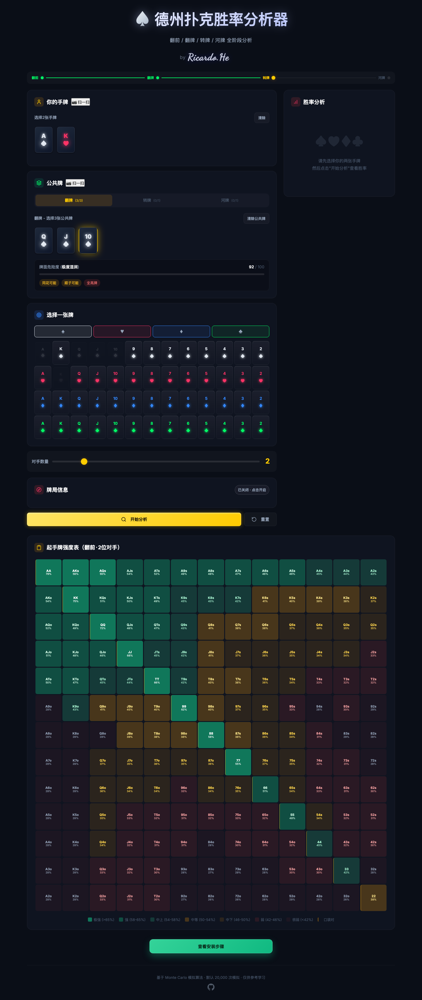 ♠ 德州扑克胜率分析器
翻前 / 翻牌 / 转牌 / 河牌 全阶段分析
by Ricardo.He
翻前 翻牌 转牌 河牌
你的手牌 📷 扫一扫
选择2张手牌 清除
A K
♠ ♥
公共牌 📷 扫一扫
翻牌 (3/3) 转牌 (0/1) 河牌 (0/1)
翻牌 - 选择3张公共牌 清除公共牌
Q J 10
♠ ♠ ♠
牌面危险度 (极度湿润) 92 / 100
同花可能 顺子可能 全高牌
选择一张牌
♠ ♥ ♦ ♣
A K Q J 10 9 8 7 6 5 4 3 2
♠ ♠ ♠ ♠ ♠ ♠ ♠ ♠ ♠ ♠ ♠ ♠ ♠
A K Q J 10 9 8 7 6 5 4 3 2
♥ ♥ ♥ ♥ ♥ ♥ ♥ ♥ ♥ ♥ ♥ ♥ ♥
A K Q J 10 9 8 7 6 5 4 3 2
♦ ♦ ♦ ♦ ♦ ♦ ♦ ♦ ♦ ♦ ♦ ♦ ♦
A K Q J 10 9 8 7 6 5 4 3 2
♣ ♣ ♣ ♣ ♣ ♣ ♣ ♣ ♣ ♣ ♣ ♣ ♣
对手数量 2
牌局信息 已关闭 · 点击开启
开始分析 重置
胜率分析
♠♥♦♣
请先选择你的两张手牌
然后点击"开始分析"查看胜率
起手牌强度表（翻前·2位对手）
AA AKs AQs AJs ATs A9s A8s A7s A6s A5s A4s A3s A2s
79% 56% 55% 54% 52% 49% 48% 47% 46% 46% 45% 44% 43%
AKo KK KQs KJs KTs K9s K8s K7s K6s K5s K4s K3s K2s
54% 75% 51% 50% 49% 45% 43% 42% 41% 40% 39% 38% 37%
AQo KQo QQ QJs QTs Q9s Q8s Q7s Q6s Q5s Q4s Q3s Q2s
52% 49% 72% 48% 47% 43% 41% 39% 38% 37% 36% 35% 35%
AJo KJo QJo JJ JTs J9s J8s J7s J6s J5s J4s J3s J2s
51% 48% 46% 68% 45% 42% 41% 37% 36% 35% 34% 34% 33%
ATo KTo QTo JTo TT T9s T8s T7s T6s T5s T4s T3s T2s
50% 47% 45% 44% 66% 42% 40% 38% 36% 34% 33% 32% 32%
A9o K9o Q9o J9o T9o 99 98s 97s 96s 95s 94s 93s 92s
28% 43% 41% 40% 40% 62% 40% 37% 35% 33% 28% 30% 29%
A8o K8o Q8o J8o T8o 98o 88 87s 86s 85s 84s 83s 82s
28% 28% 28% 39% 38% 38% 58% 38% 36% 34% 31% 29% 28%
A7o K7o Q7o J7o T7o 97o 87o 77 76s 75s 74s 73s 72s
28% 28% 37% 35% 36% 35% 36% 55% 37% 35% 32% 31% 28%
A6o K6o Q6o J6o T6o 96o 86o 76o 66 65s 64s 63s 62s
28% 28% 36% 34% 34% 33% 34% 35% 51% 34% 33% 31% 30%
A5o K5o Q5o J5o T5o 95o 85o 75o 65o 55 54s 53s 52s
28% 28% 35% 33% 32% 31% 32% 33% 32% 48% 34% 32% 31%
A4o K4o Q4o J4o T4o 94o 84o 74o 64o 54o 44 43s 42s
28% 28% 34% 32% 31% 31% 29% 30% 31% 32% 45% 32% 30%
A3o K3o Q3o J3o T3o 93o 83o 73o 63o 53o 43o 33 32s
28% 28% 33% 32% 30% 28% 27% 29% 28% 30% 30% 42% 28%
A2o K2o Q2o J2o T2o 92o 82o 72o 62o 52o 42o 32o 22
28% 28% 33% 31% 30% 27% 26% 26% 28% 29% 28% 26% 38%
极强 (>65%) 强 (58-65%) 中上 (54-58%) 中等 (50-54%) 中下 (46-50%) 弱 (42-46%) 很弱 (<42%) 口袋对
查看安装步骤
基于 Monte Carlo 模拟算法 · 默认 20,000 次模拟 · 仅供参考学习